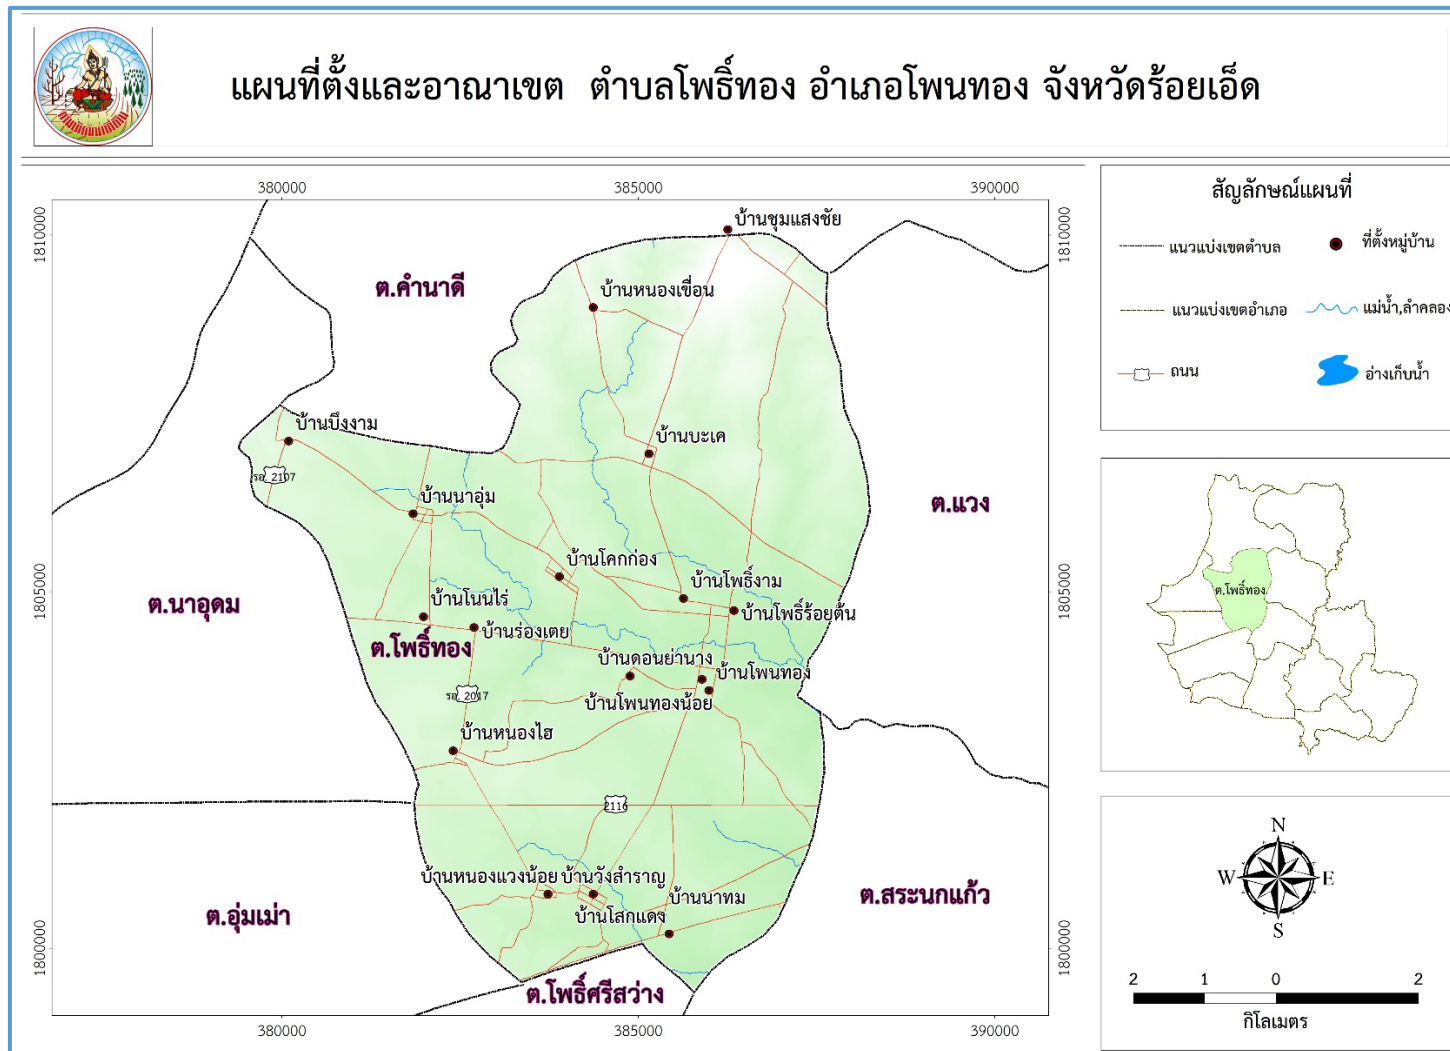 แผนที่ตั้งและอาณาเขต ตำบลโพธิ์ทอง อำเภอโพนทอง จังหวัดร้อยเอ็ด
กรมพัฒนาที่ดิน
380000
385000
390000
1810000
1810000
บ้านชุมแสงชัย
ต.คำนาดี
บ้านหนองเขื่อน
บ้านบึงงาม
บ้านบะเค
รอ. 2107
บ้านนาอุ่ม
ต.แวง
บ้านโคกก่อง
1805000
1805000
ต.นาอุดม
บ้านโพธิ์งาม
บ้านโนนไร่
บ้านโพธิ์ร้อยต้น
บ้านร่องเตย
ต.โพธิ์ทอง
บ้านดอนย่านาง
บ้านโพนทอง
รอ. 2017
บ้านโพนทองน้อย
บ้านหนองไฮ
2116
บ้านหนองแวงน้อย
บ้านวังสำราญ
บ้านนาทม
ต.สระนกแก้ว
ต.อุ่มเม่า
บ้านโสกแดง
1800000
1800000
ต.โพธิ์ศรีสว่าง
380000
385000
390000
สัญลักษณ์แผนที่
แนวแบ่งเขตตำบล
ที่ตั้งหมู่บ้าน
แนวแบ่งเขตอำเภอ
แม่น้ำ,ลำคลอง
ถนน
อ่างเก็บน้ำ
ต.โพธิ์ทอง
N
W
E
S
2 1 0 2
กิโลเมตร